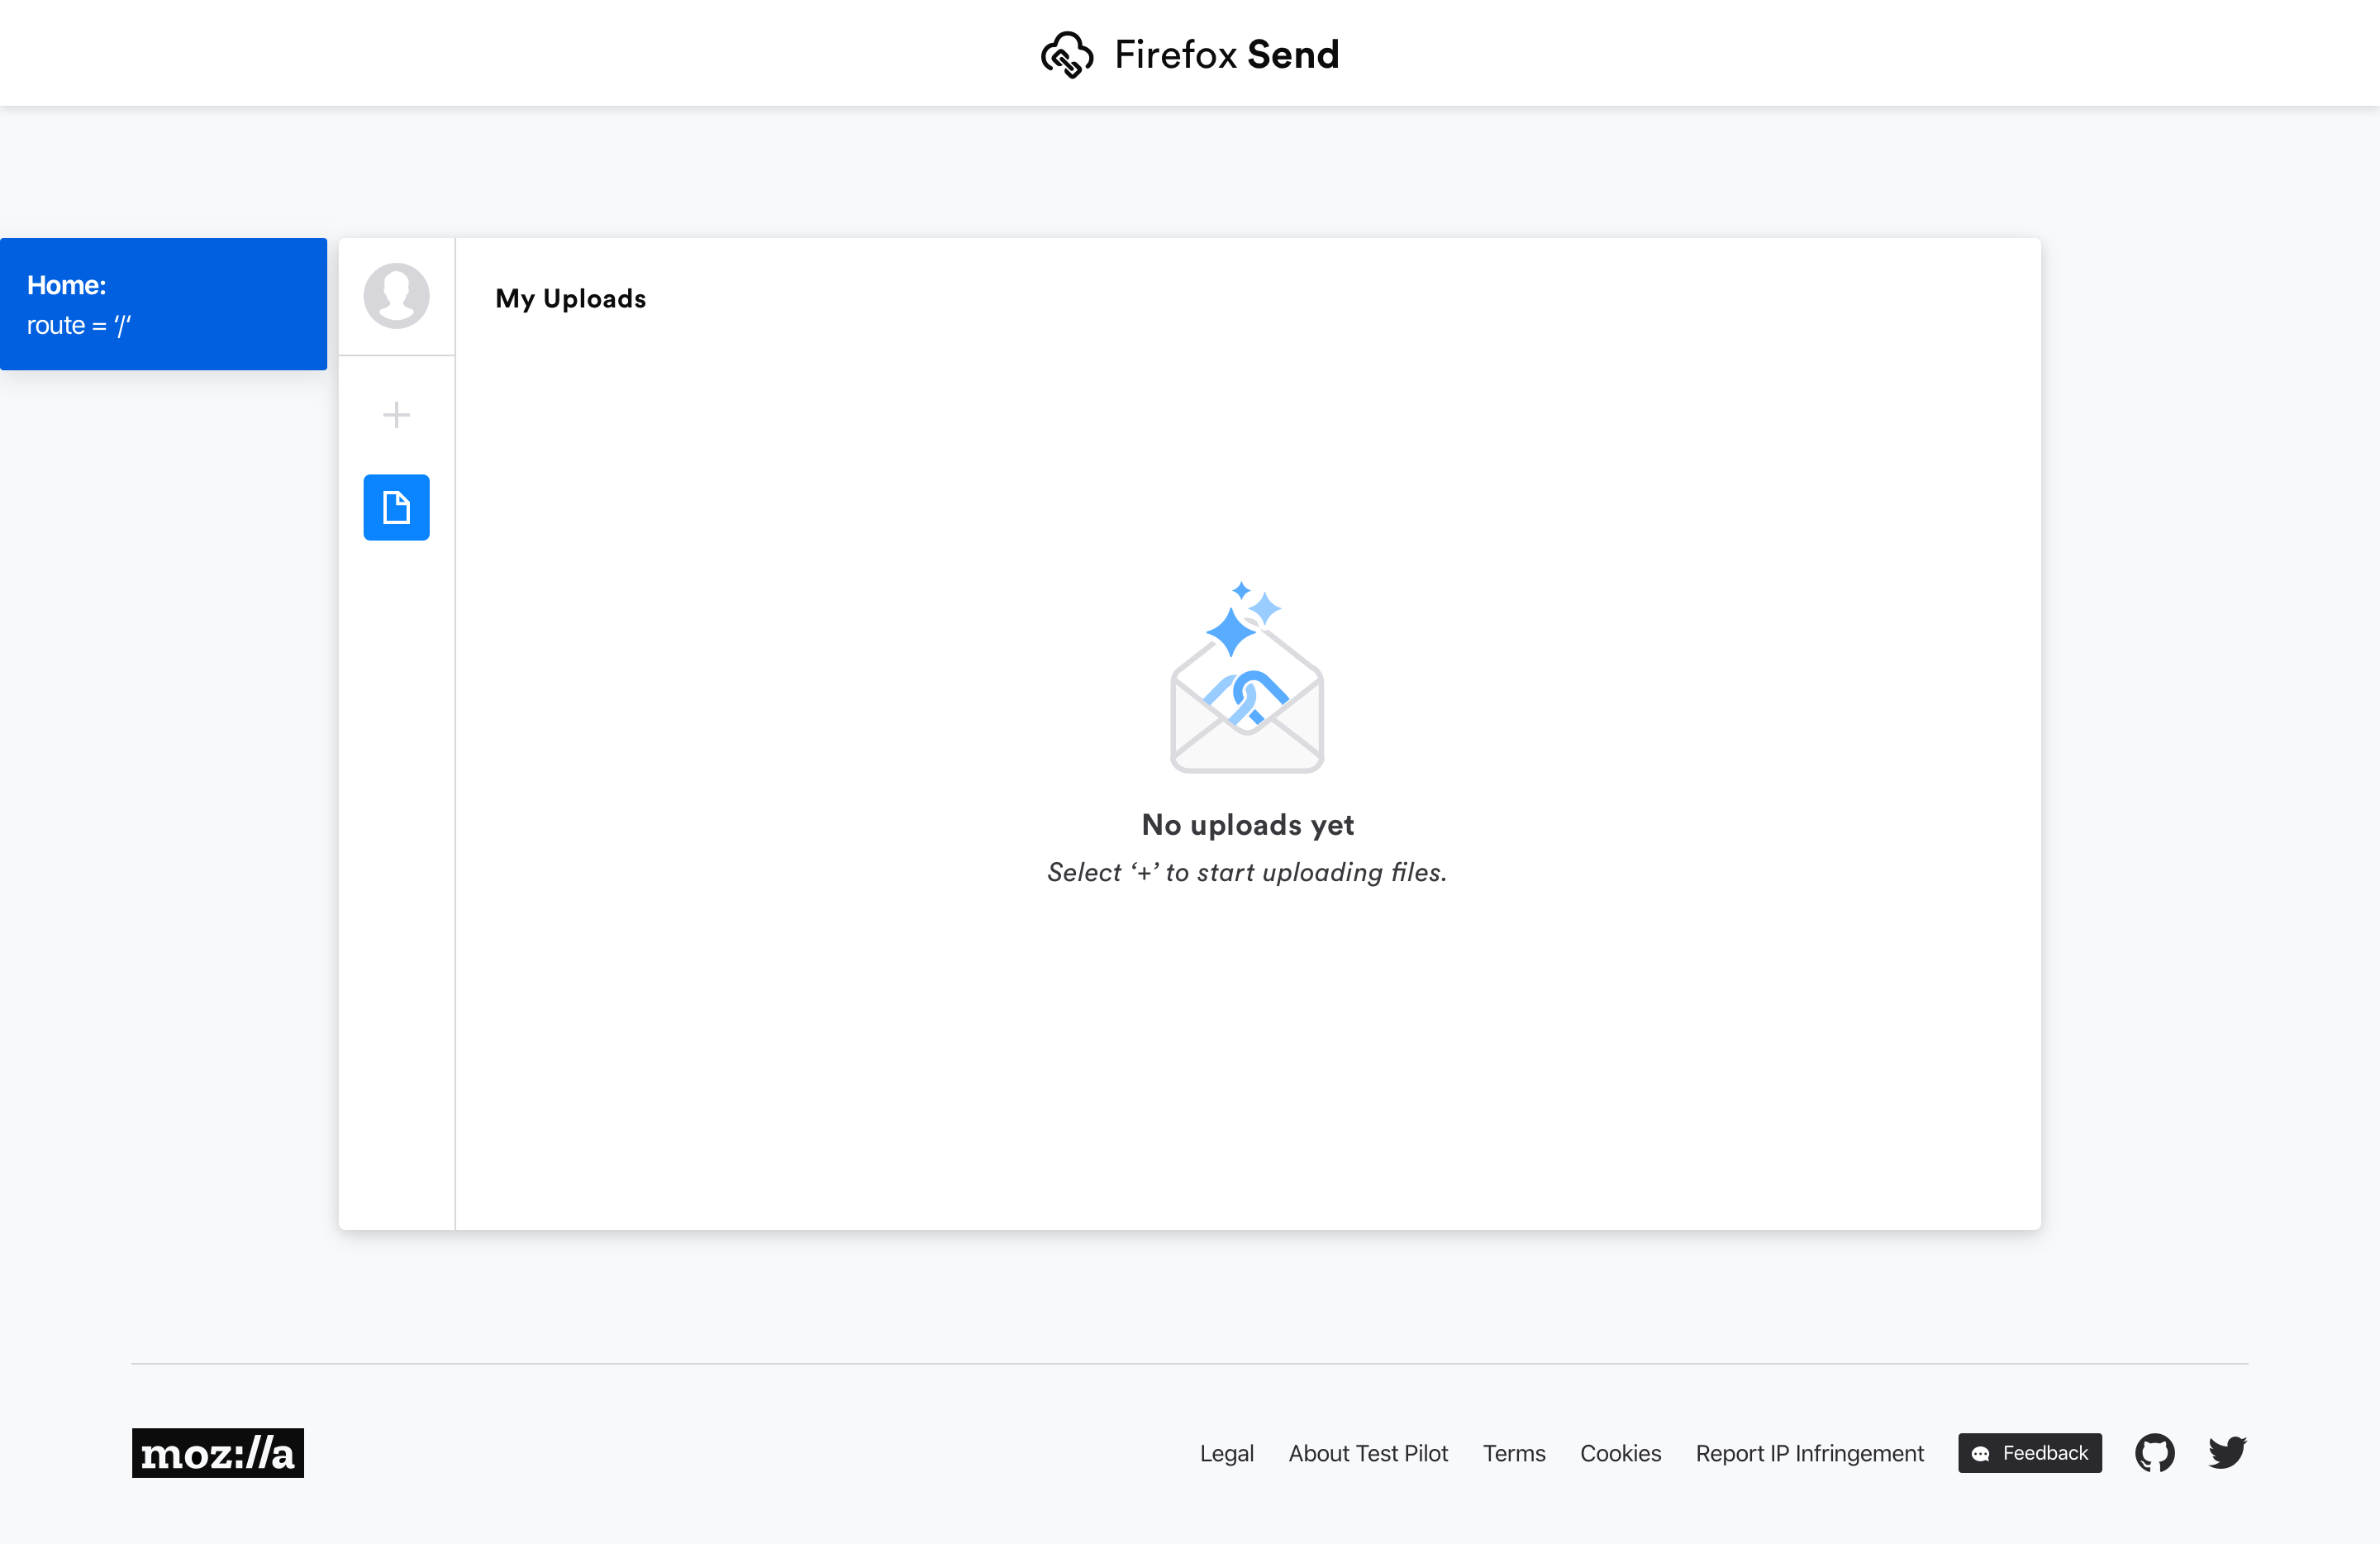 Firefox Send
Home:
route = ‘/‘
My Uploads
No uploads yet
Select ‘+’ to start uploading files.
moz://a
Legal
About Test Pilot
Terms
Cookies
Report IP Infringement
Feedback